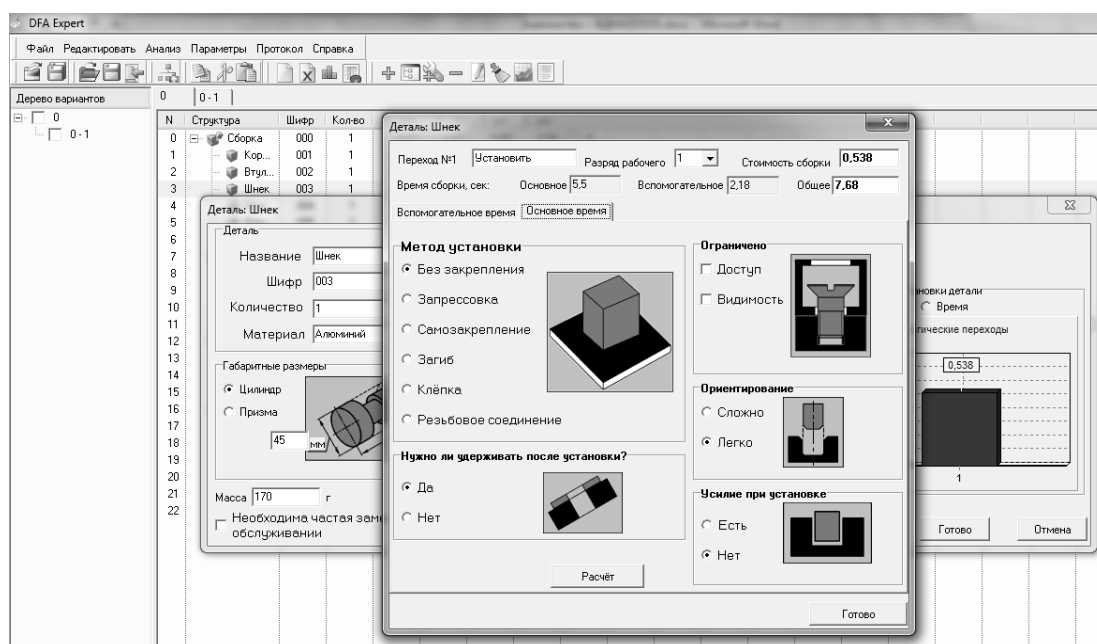 DFA Expert
Файл Редактировать Анализ Параметры Протокол Справка
Дерево вариантов
0
0 - 1
0
0 - 1
N Структура Шифр Кол-во
0 Сборка 000 1
1 Кор... 001 1
2 Втул... 002 1
3 Шнек 003 1
4
5
6
7
8
9
10
11
12
13
14
15
16
17
18
19
20
21
22
Деталь: Шнек
Деталь
Название Шнек
Шифр 003
Количество 1
Материал Алюминий
Габаритные размеры
Цилиндр
Призма
45 мм
Масса 170 г
Необходима частая заме
обслуживании
Деталь: Шнек
Переход №1 Установить Разряд рабочего 1 Стоимость сборки 0,538
Время сборки, сек: Основное 5,5 Вспомогательное 2,18 Общее 7,68
Вспомогательное время Основное время
Метод установки
Без закрепления
Запрессовка
Самозакрепление
Загиб
Клёпка
Резьбовое соединение
Нужно ли удерживать после установки?
Да
Нет
Расчёт
Ограничено
Доступ
Видимость
Ориентирование
Сложно
Легко
Усилие при установке
Есть
Нет
Готово
новки детали
Время
гические переходы
0,538
1
Готово Отмена